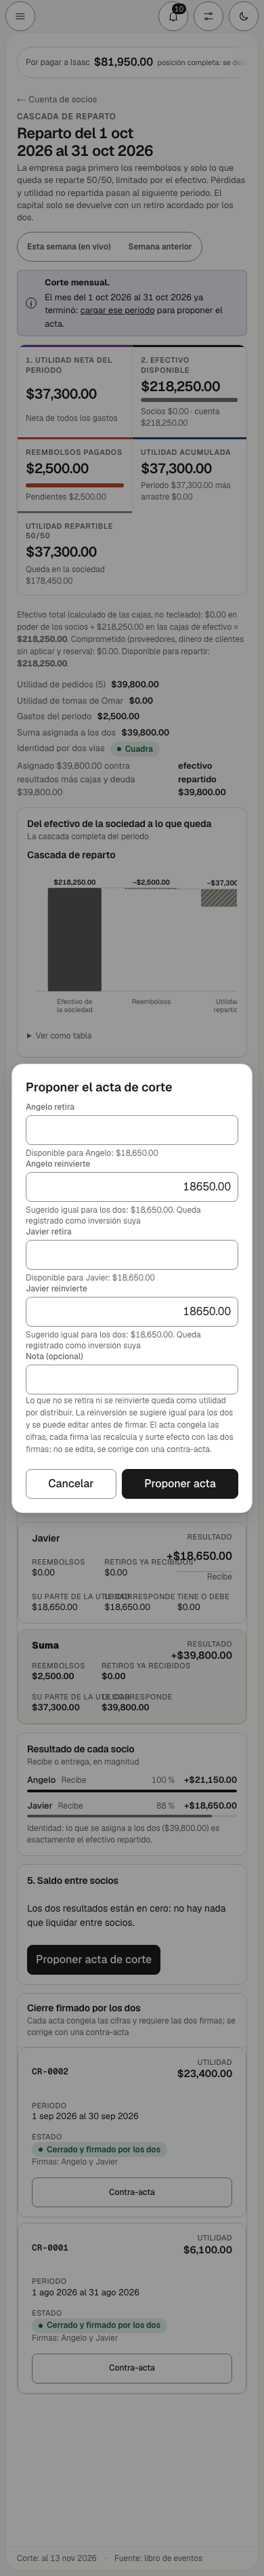 10
Por pagar a Isaac $81,950.00 posición completa: se
← Cuenta de socios
CASCADA DE REPARTO
Reparto del 1 oct
2026 al 31 oct 2026
La empresa paga primero los reembolsos y solo lo que
queda se reparte 50/50, limitado por el efectivo. Pérdidas
y utilidad no repartida pasan al siguiente periodo. El
capital solo se devuelve con un retiro acordado por los
dos.
Esta semana (en vivo) Semana anterior
Corte mensual.
El mes del 1 oct 2026 al 31 oct 2026 ya
terminó: cargar ese periodo para proponer el
acta.
1. UTILIDAD NETA DEL
PERIODO
$37,300.00
Neta de todos los gastos
2. EFECTIVO
DISPONIBLE
$218,250.00
Socios $0.00 · cuenta
$218,250.00
REEMBOLSOS PAGADOS
$2,500.00
Pendientes $2,500.00
UTILIDAD ACUMULADA
$37,300.00
Periodo $37,300.00 más
arrastre $0.00
UTILIDAD REPARTIBLE
50/50
$37,300.00
Queda en la sociedad
$178,450.00
Efectivo total (calculado de las cajas, no tecleado): $0.00 en
poder de los socios + $218,250.00 en las cajas de efectivo =
$218,250.00. Comprometido (proveedores, dinero de clientes
sin aplicar y reserva): $0.00. Disponible para repartir:
$218,250.00.
Utilidad de pedidos (5) $39,800.00
Utilidad de tomas de Omar $0.00
Gastos del periodo $2,500.00
Suma asignada a los dos $39,800.00
Identidad por dos vías Cuadra
Asignado $39,800.00 contra efectivo
resultados más cajas y deuda repartido
$39,800.00 $39,800.00
Del efectivo de la sociedad a lo que queda
La cascada completa del periodo
Cascada de reparto
$218,250.00 −$2,500.00 −$37,300
Efectivo de
la sociedad
Reembolsos
Utilidad
repartib
▶ Ver como tabla
Proponer el acta de corte
Angelo retira
Disponible para Angelo: $18,650.00
Angelo reinvierte
18650.00
Sugerido igual para los dos: $18,650.00. Queda
registrado como inversión suya
Javier retira
Disponible para Javier: $18,650.00
Javier reinvierte
18650.00
Sugerido igual para los dos: $18,650.00. Queda
registrado como inversión suya
Nota (opcional)
Lo que no se retira ni se reinvierte queda como utilidad
por distribuir. La reinversión se sugiere igual para los dos
y se puede editar antes de firmar. El acta congela las
cifras, cada firma las recalcula y surte efecto con las dos
firmas; no se edita, se corrige con una contra-acta.
Cancelar Proponer acta
Javier
RESULTADO
+$18,650.00
Recibe
REEMBOLSOS
$0.00
RETIROS YA RECIBIDOS
$0.00
SU PARTE DE LA UTILIDAD
$18,650.00
LE CORRESPONDE
$18,650.00
TIENE O DEBE
$0.00
Suma
RESULTADO
+$39,800.00
REEMBOLSOS
$2,500.00
RETIROS YA RECIBIDOS
$0.00
SU PARTE DE LA UTILIDAD
$37,300.00
LE CORRESPONDE
$39,800.00
Resultado de cada socio
Recibe o entrega, en magnitud
Angelo Recibe 100 % +$21,150.00
Javier Recibe 88 % +$18,650.00
Identidad: lo que se asigna a los dos ($39,800.00) es
exactamente el efectivo repartido.
5. Saldo entre socios
Los dos resultados están en cero: no hay nada
que liquidar entre socios.
Proponer acta de corte
Cierre firmado por los dos
Cada acta congela las cifras y requiere las dos firmas; se
corrige con una contra-acta
CR-0002
UTILIDAD
$23,400.00
PERIODO
1 sep 2026 al 30 sep 2026
ESTADO
Cerrado y firmado por los dos
Firmas: Angelo y Javier
Contra-acta
CR-0001
UTILIDAD
$6,100.00
PERIODO
1 ago 2026 al 31 ago 2026
ESTADO
Cerrado y firmado por los dos
Firmas: Angelo y Javier
Contra-acta
Corte: al 13 nov 2026 · Fuente: libro de eventos